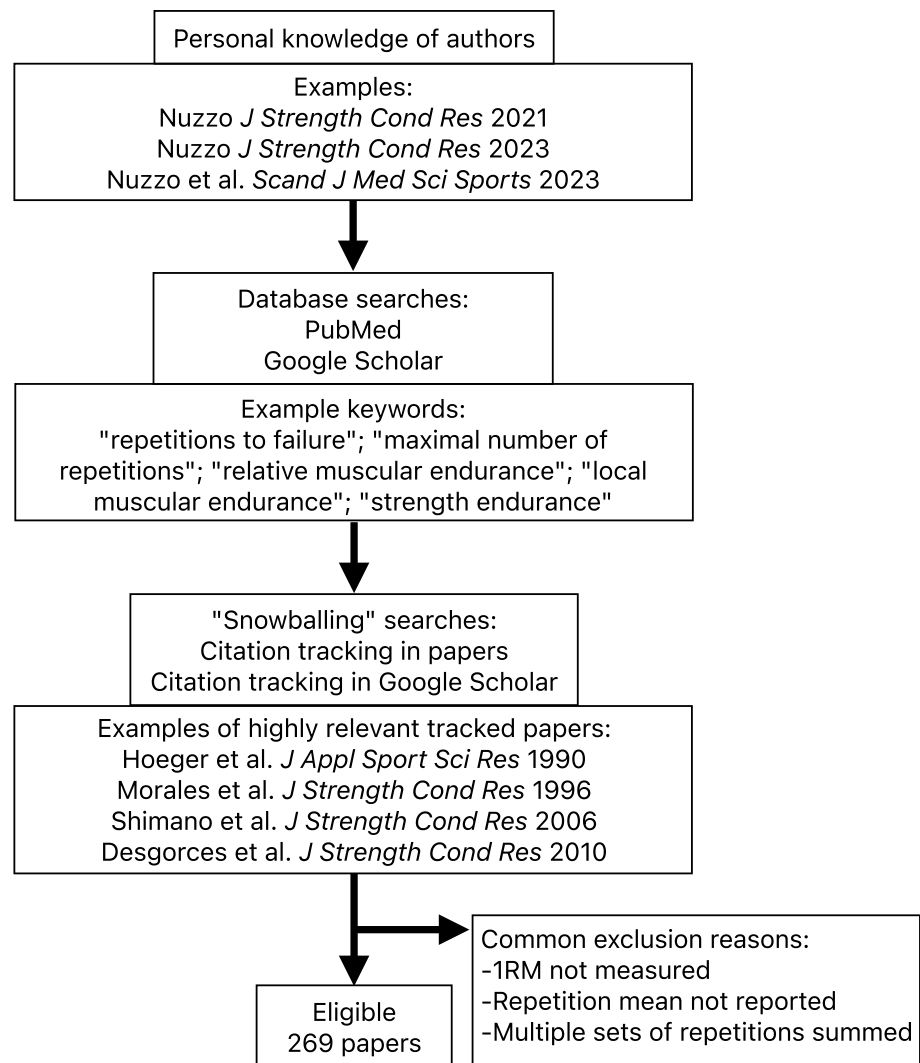 Personal knowledge of authors
Examples:
Nuzzo J Strength Cond Res 2021
Nuzzo J Strength Cond Res 2023
Nuzzo et al. Scand J Med Sci Sports 2023
Database searches:
PubMed
Google Scholar
Example keywords:
"repetitions to failure"; "maximal number of
repetitions"; "relative muscular endurance"; "local
muscular endurance"; "strength endurance"
"Snowballing" searches:
Citation tracking in papers
Citation tracking in Google Scholar
Examples of highly relevant tracked papers:
Hoeger et al. J Appl Sport Sci Res 1990
Morales et al. J Strength Cond Res 1996
Shimano et al. J Strength Cond Res 2006
Desgorces et al. J Strength Cond Res 2010
Common exclusion reasons:
-1RM not measured
-Repetition mean not reported
-Multiple sets of repetitions summed
Eligible
269 papers